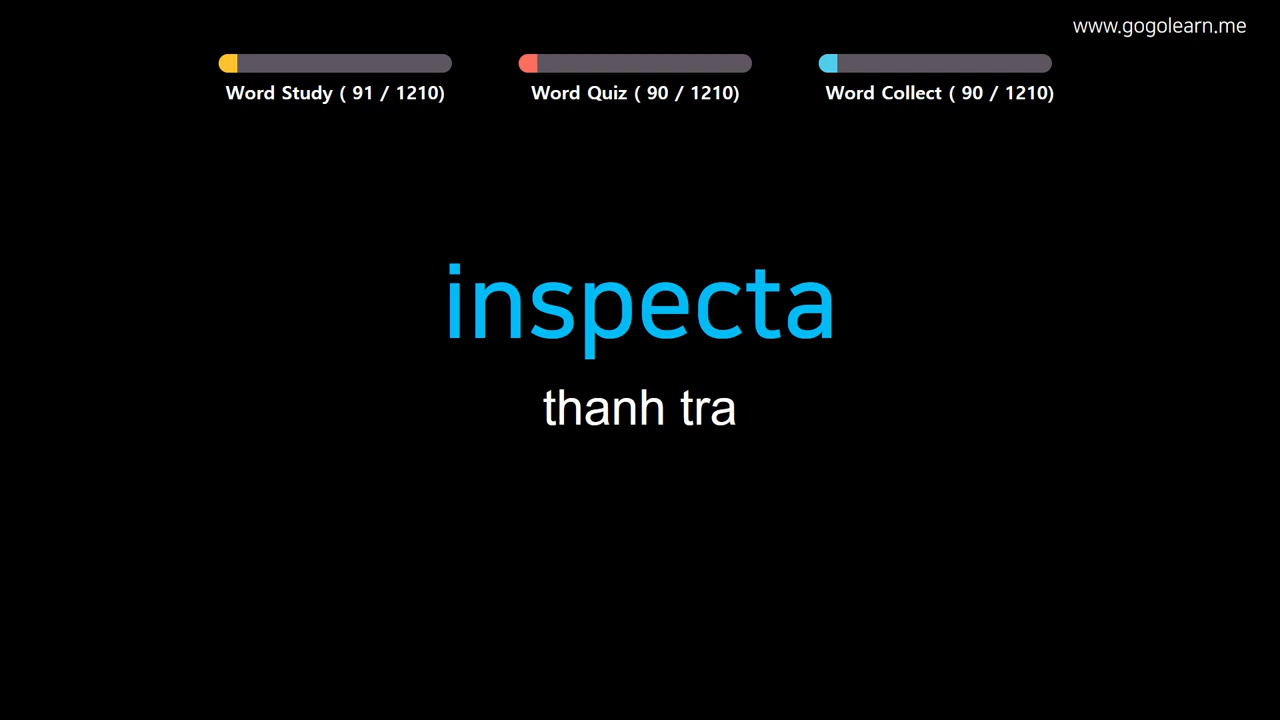 www.gogolearn.me
Word Study ( 91 / 1210)
Word Quiz ( 90 / 1210)
Word Collect ( 90 / 1210)
inspecta
thanh tra